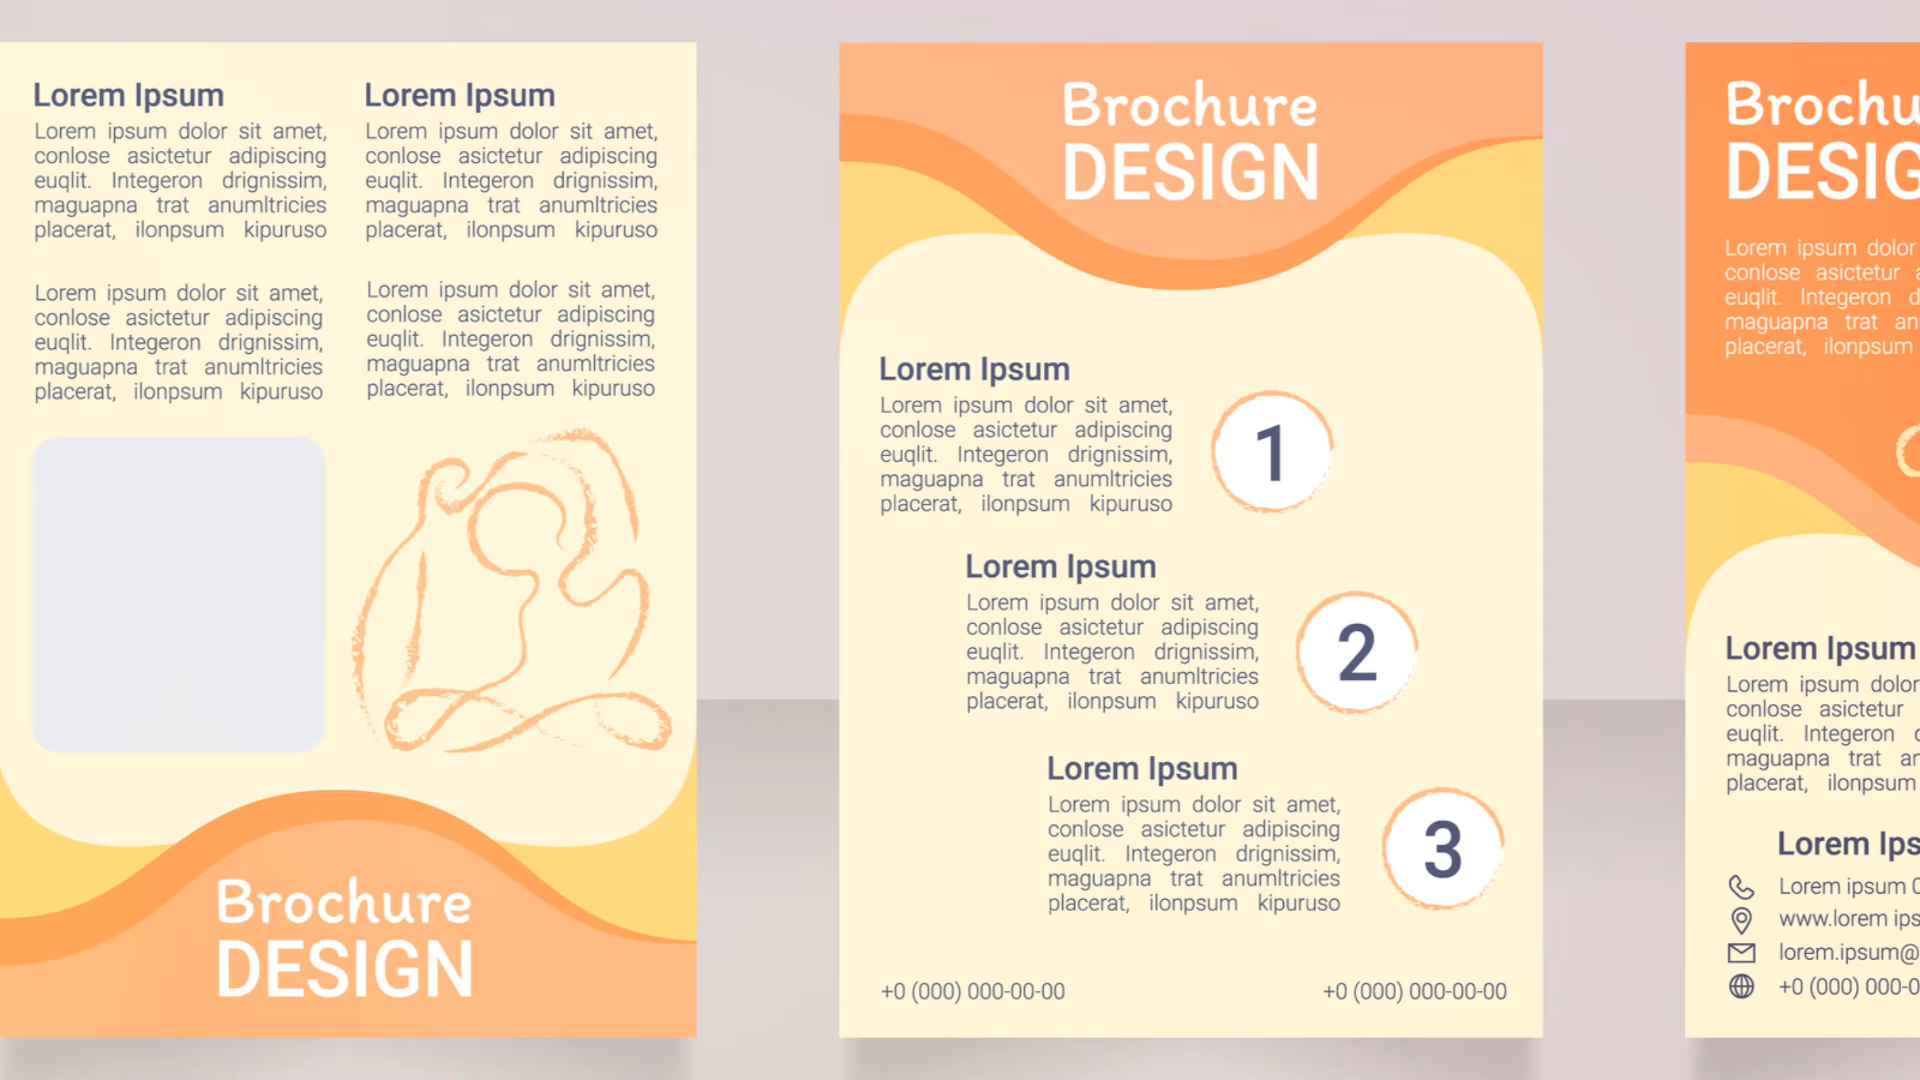 Lorem Ipsum
Lorem ipsum dolor sit amet,
conlose asictetur adipiscing
euqlit. Integeron drignissim,
maguapna trat anumltricies
placerat, ilonpsum kipuruso
Lorem ipsum dolor sit amet,
conlose asictetur adipiscing
euqlit. Integeron drignissim,
maguapna trat anumltricies
placerat, ilonpsum kipuruso
Lorem Ipsum
Lorem ipsum dolor sit amet,
conlose asictetur adipiscing
euqlit. Integeron drignissim,
maguapna trat anumltricies
placerat, ilonpsum kipuruso
Lorem ipsum dolor sit amet,
conlose asictetur adipiscing
euqlit. Integeron drignissim,
maguapna trat anumltricies
placerat, ilonpsum kipuruso
Brochure
DESIGN
Brochure
DESIGN
Lorem Ipsum
Lorem ipsum dolor sit amet,
conlose asictetur adipiscing
euqlit. Integeron drignissim,
maguapna trat anumltricies
placerat, ilonpsum kipuruso
1
Lorem Ipsum
Lorem ipsum dolor sit amet,
conlose asictetur adipiscing
euqlit. Integeron drignissim,
maguapna trat anumltricies
placerat, ilonpsum kipuruso
2
Lorem Ipsum
Lorem ipsum dolor sit amet,
conlose asictetur adipiscing
euqlit. Integeron drignissim,
maguapna trat anumltricies
placerat, ilonpsum kipuruso
3
+0 (000) 000-00-00
+0 (000) 000-00-00
Brochu
DESIG
Lorem ipsum dolor
conlose asictetur
euqlit. Integeron
maguapna trat an
placerat, ilonpsum
Lorem Ipsum
Lorem ipsum dolor
conlose asictetur
euqlit. Integeron
maguapna trat an
placerat, ilonpsum
Lorem Ips
Lorem ipsum
www.lorem ips
lorem.ipsum@
+0 (000) 000-0